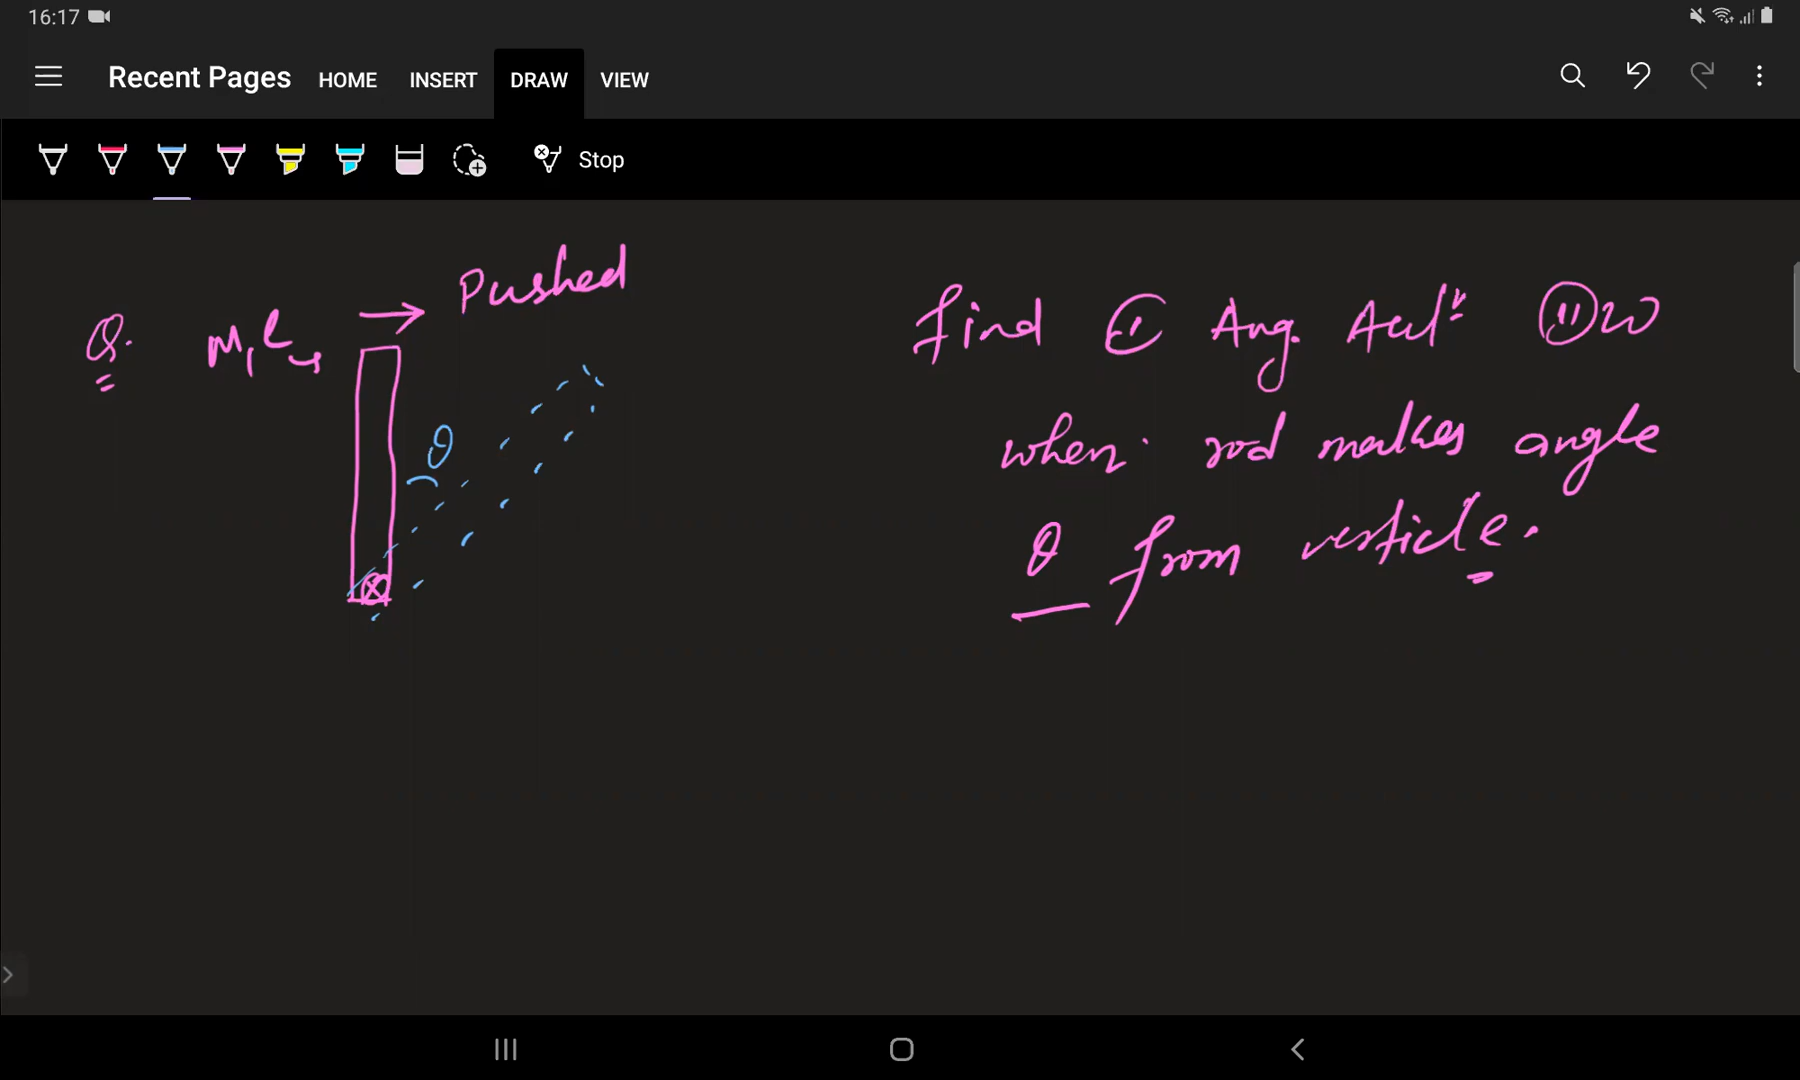 16:17
Recent Pages HOME INSERT DRAW VIEW
Stop
Pushed
Q. M, l
θ
Find (i) Ang. Accln (ii) ω
when rod makes angle
θ from verticle.